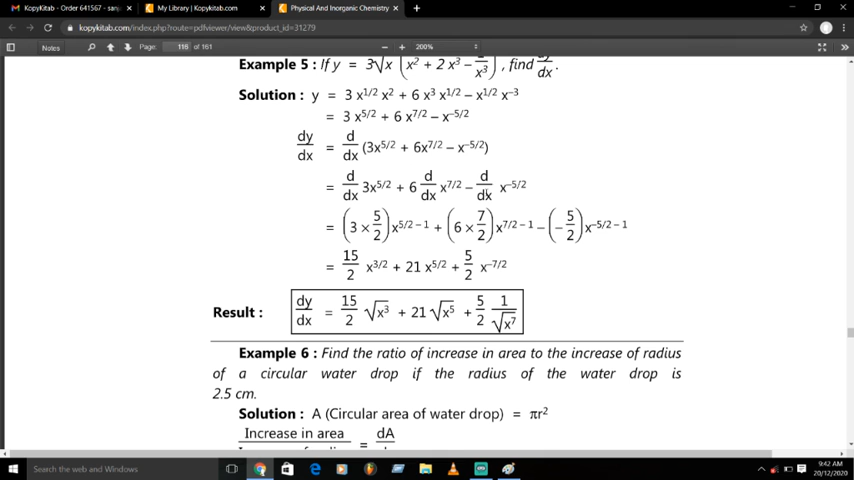 KopyKitab - Order 641567 - sanj
My Library | Kopykitab.com
Physical And Inorganic Chemistry
kopykitab.com/index.php?route=pdfviewer/view&product_id=31279
Notes
Page: 116 of 161
200%
Example 5 : If y = 3√x (x² + 2 x³ − 1/x³), find dy/dx.
Solution : y = 3 x^{1/2} x² + 6 x³ x^{1/2} − x^{1/2} x^{−3}
= 3 x^{5/2} + 6 x^{7/2} − x^{−5/2}
dy/dx = d/dx (3x^{5/2} + 6x^{7/2} − x^{−5/2})
= d/dx 3x^{5/2} + 6 d/dx x^{7/2} − d/dx x^{−5/2}
= (3 × 5/2) x^{5/2 − 1} + (6 × 7/2) x^{7/2 − 1} − (−5/2) x^{−5/2 − 1}
= 15/2 x^{3/2} + 21 x^{5/2} + 5/2 x^{−7/2}
Result : dy/dx = 15/2 √x³ + 21 √x⁵ + 5/2 1/√x⁷
Example 6 : Find the ratio of increase in area to the increase of radius
of a circular water drop if the radius of the water drop is
2.5 cm.
Solution : A (Circular area of water drop) = πr²
Increase in area = dA
Search the web and Windows
9:42 AM
20/12/2020